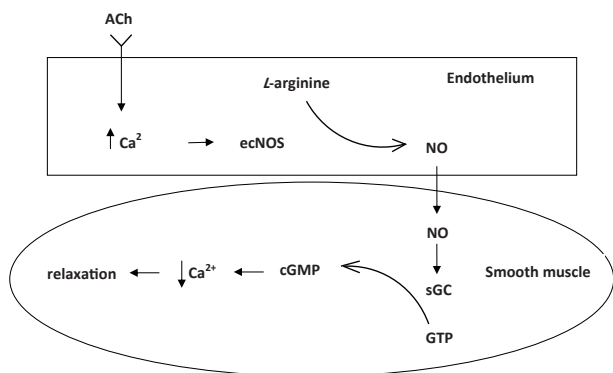 ACh
Endothelium
L-arginine
Ca²
ecNOS
NO
NO
relaxation
Ca²⁺
cGMP
sGC
Smooth muscle
GTP